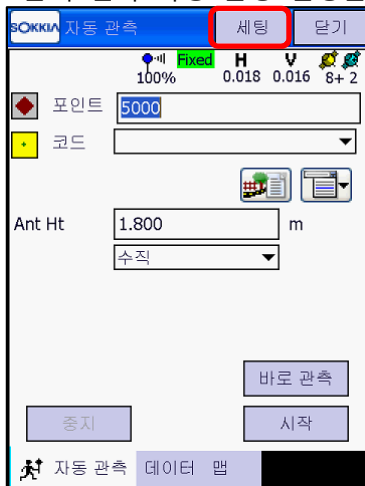 SOKKIA 자동 관측 세팅 닫기
Fixed H V
100% 0.018 0.016 8+ 2
포인트 5000
코드
Ant Ht 1.800 m
수직
바로 관측
중지 시작
자동 관측 데이터 맵